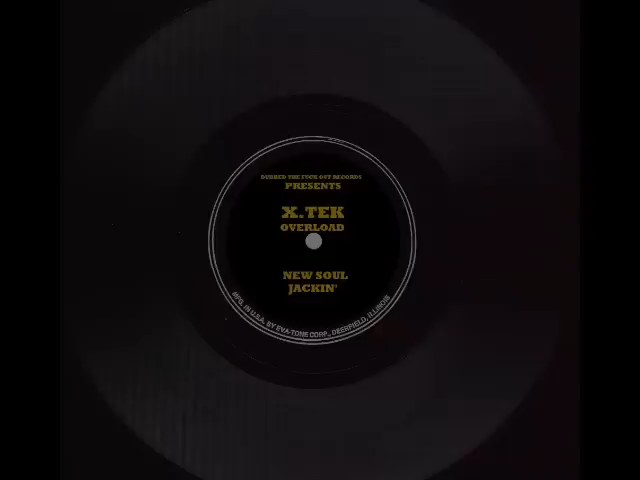 DUBBED THE FUCK OUT RECORDS
PRESENTS
X.TEK
OVERLOAD
NEW SOUL
JACKIN'
MFG. IN U.S.A. BY EVA-TONE CORP., DEERFIELD, ILLINOIS